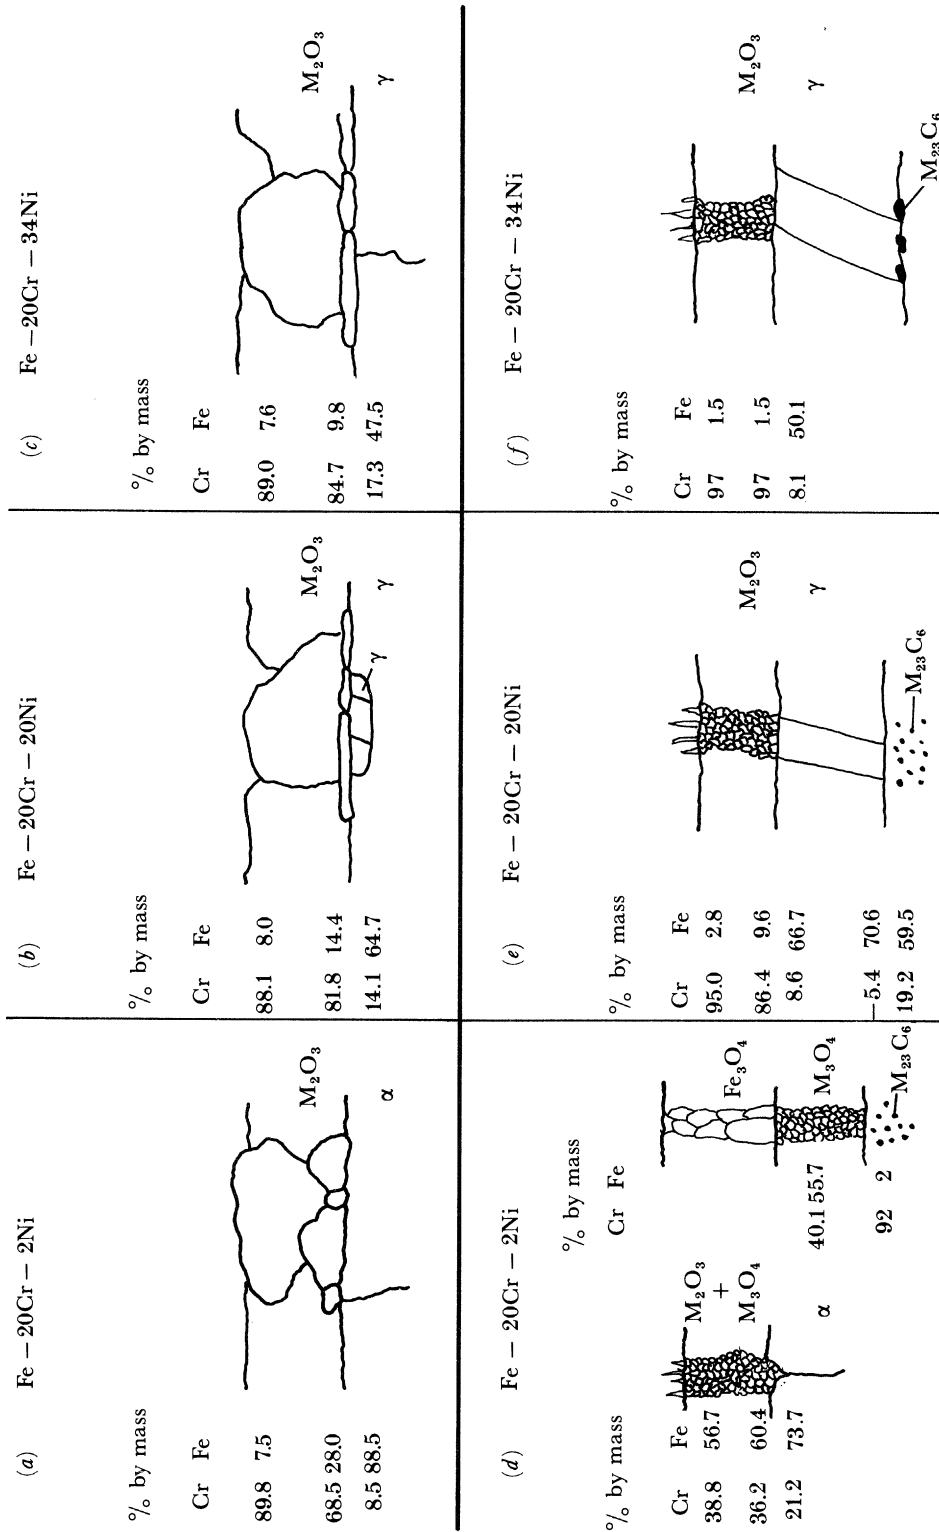 (a) Fe – 20Cr – 2Ni
% by mass
Cr Fe
89.8 7.5
M₂O₃
68.5 28.0
8.5 88.5
α
(b) Fe – 20Cr – 20Ni
% by mass
Cr Fe
88.1 8.0
M₂O₃
81.8 14.4
14.1 64.7
γ
γ
(c) Fe – 20Cr – 34Ni
% by mass
Cr Fe
89.0 7.6
M₂O₃
84.7 9.8
17.3 47.5
γ
(d) Fe – 20Cr – 2Ni
% by mass
Cr Fe
38.8 56.7
M₂O₃
+
M₃O₄
36.2 60.4
21.2 73.7
α
% by mass
Cr Fe
Fe₃O₄
40.1 55.7
M₃O₄
92 2
M₂₃C₆
(e) Fe – 20Cr – 20Ni
% by mass
Cr Fe
95.0 2.8
M₂O₃
86.4 9.6
8.6 66.7
γ
5.4 70.6
19.2 59.5
M₂₃C₆
(f) Fe – 20Cr – 34Ni
% by mass
Cr Fe
97 1.5
M₂O₃
97 1.5
8.1 50.1
γ
M₂₃C₆